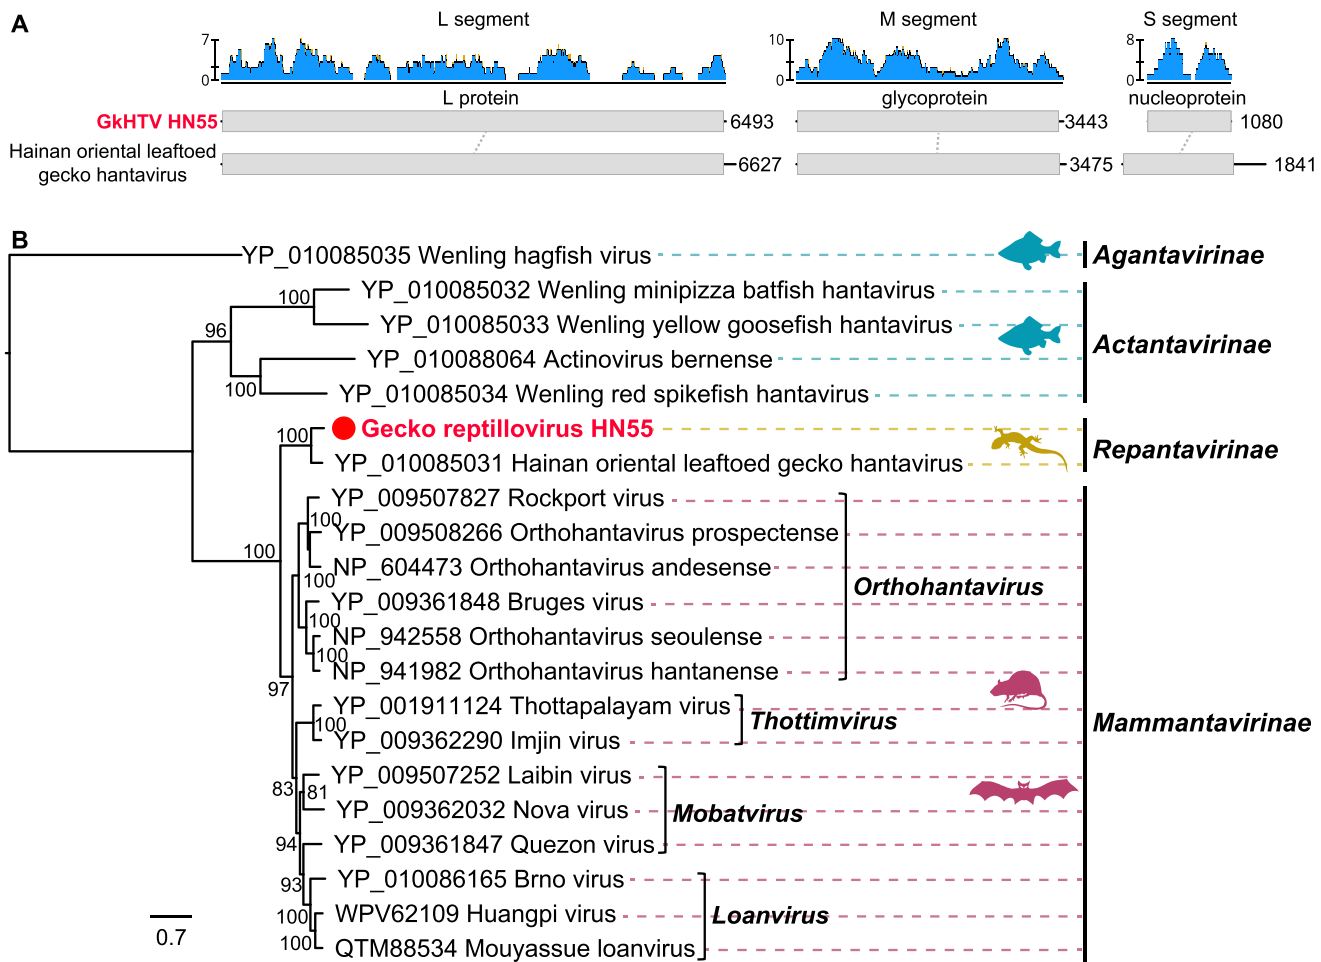 A
L segment
M segment
S segment
7
0
10
0
8
0
L protein
glycoprotein
nucleoprotein
GkHTV HN55
6493
3443
1080
Hainan oriental leaftoed
gecko hantavirus
6627
3475
1841
B
YP_010085035 Wenling hagfish virus
Agantavirinae
YP_010085032 Wenling minipizza batfish hantavirus
100
YP_010085033 Wenling yellow goosefish hantavirus
96
Actantavirinae
YP_010088064 Actinovirus bernense
100
YP_010085034 Wenling red spikefish hantavirus
Gecko reptillovirus HN55
100
Repantavirinae
YP_010085031 Hainan oriental leaftoed gecko hantavirus
YP_009507827 Rockport virus
100
YP_009508266 Orthohantavirus prospectense
100
NP_604473 Orthohantavirus andesense
100
Orthohantavirus
YP_009361848 Bruges virus
100
NP_942558 Orthohantavirus seoulense
100
NP_941982 Orthohantavirus hantanense
97
YP_001911124 Thottapalayam virus
100
Thottimvirus
Mammantavirinae
YP_009362290 Imjin virus
YP_009507252 Laibin virus
83
81
YP_009362032 Nova virus
Mobatvirus
94
YP_009361847 Quezon virus
YP_010086165 Brno virus
93
WPV62109 Huangpi virus
100
Loanvirus
QTM88534 Mouyassue loanvirus
100
0.7